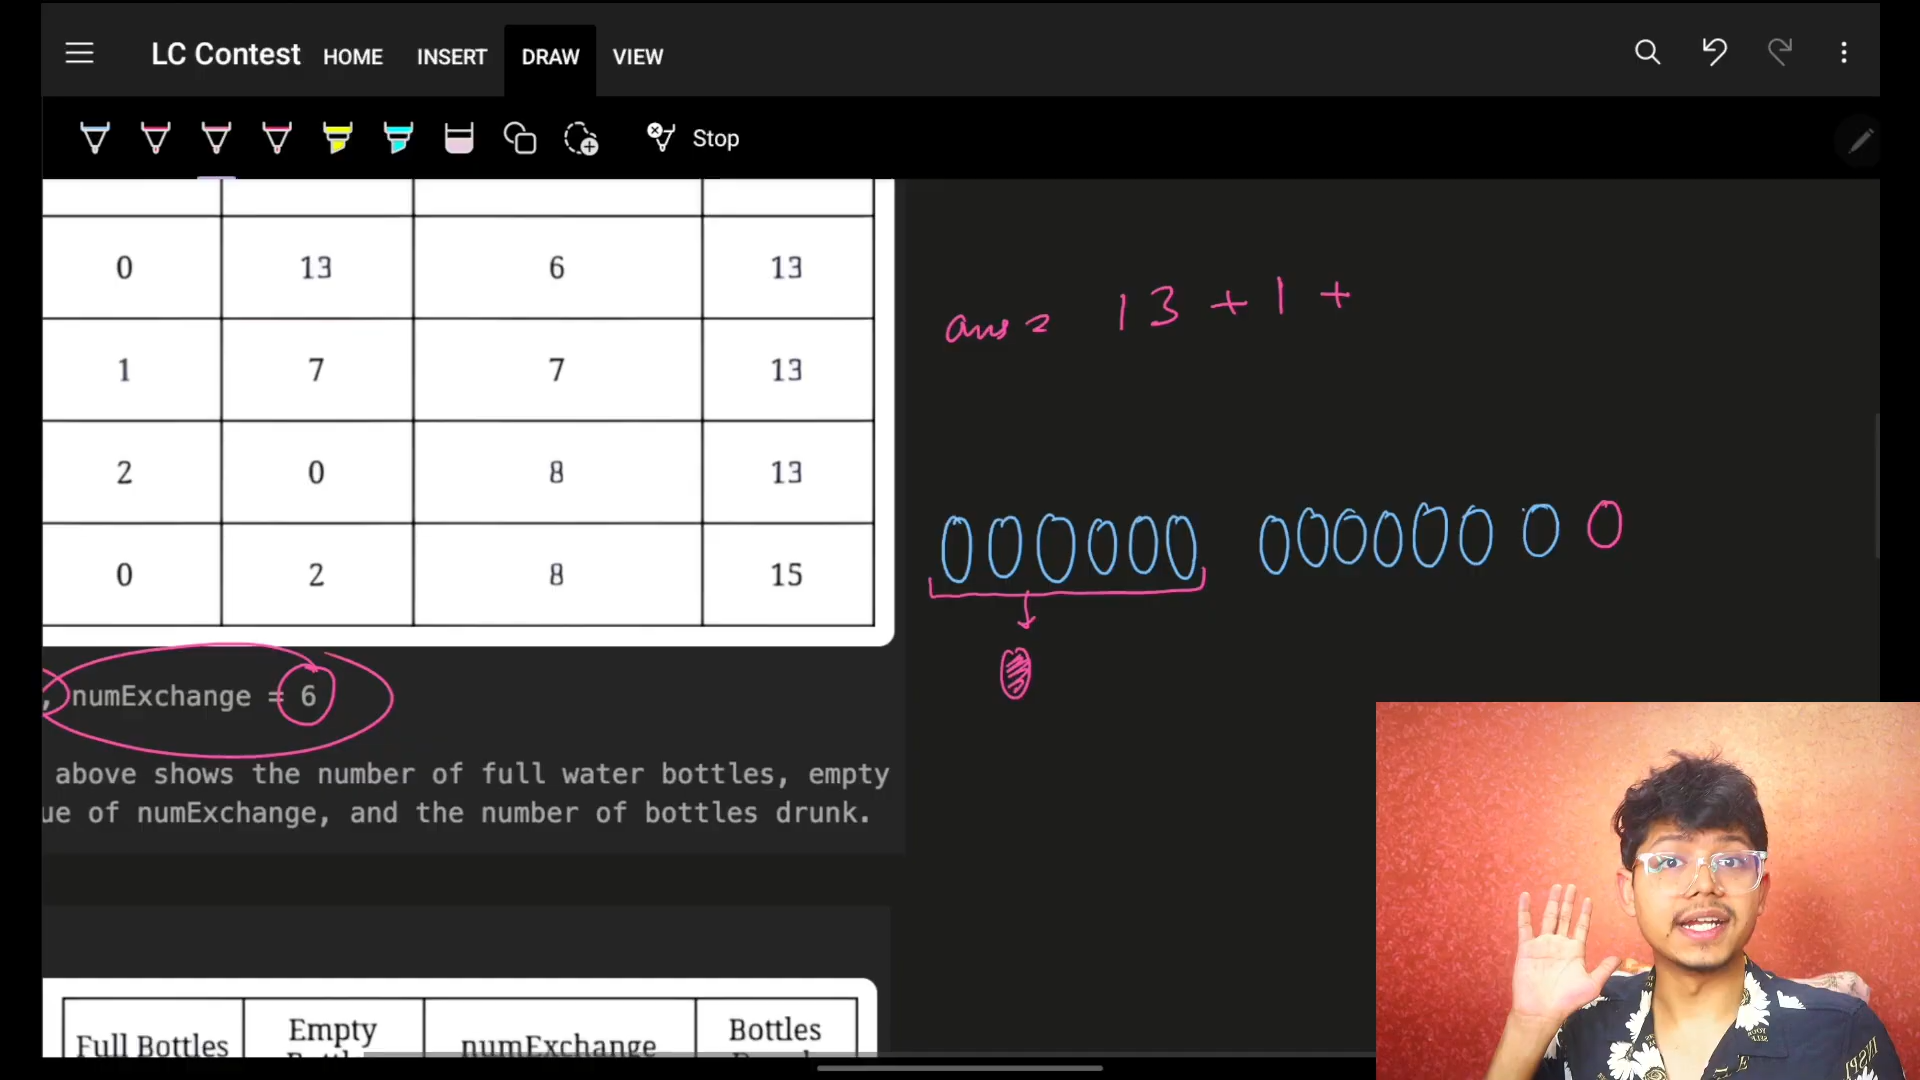 LC Contest HOME INSERT DRAW VIEW
Stop
0 13 6 13
1 7 7 13
2 0 8 13
0 2 8 15
, numExchange = 6
above shows the number of full water bottles, empty
ue of numExchange, and the number of bottles drunk.
Full Bottles Empty numExchange Bottles
ans = 13 + 1 +